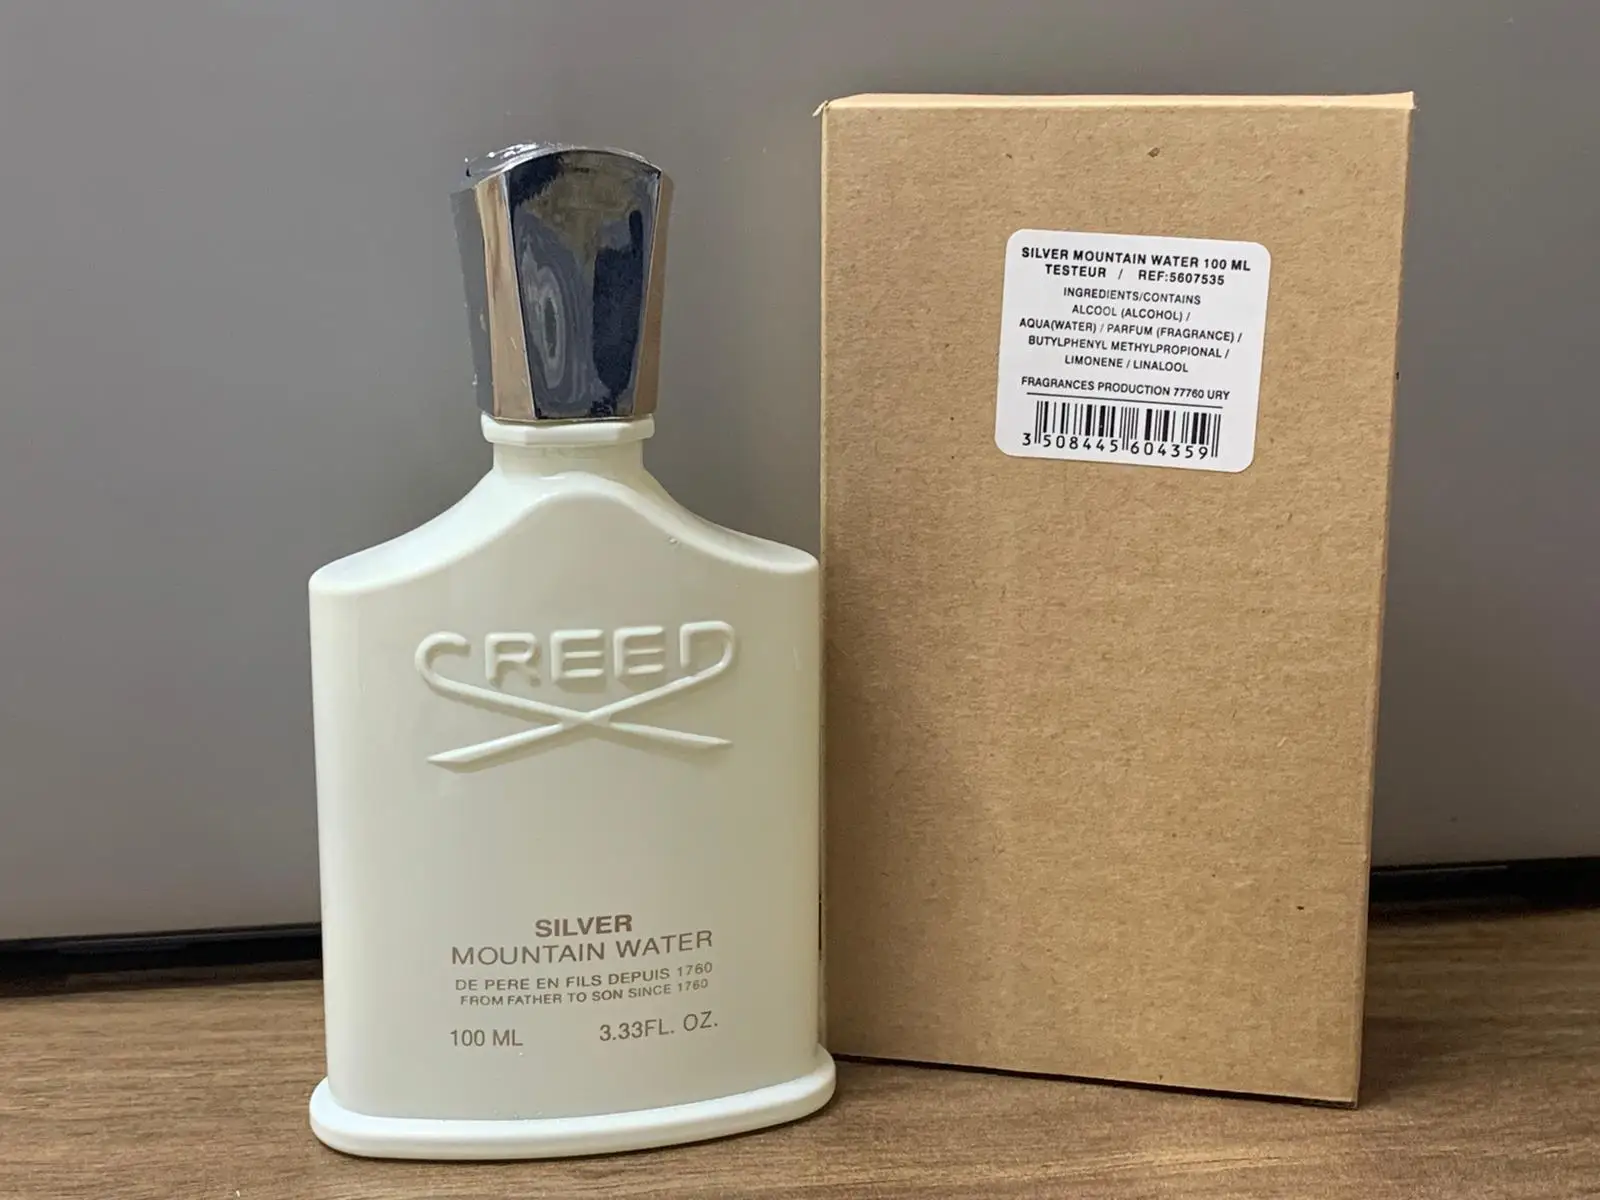 CREED
SILVER
MOUNTAIN WATER
DE PERE EN FILS DEPUIS 1760
FROM FATHER TO SON SINCE 1760
100 ML 3.33FL. OZ.
SILVER MOUNTAIN WATER 100 ML
TESTEUR / REF:5607535
INGREDIENTS/CONTAINS
ALCOOL (ALCOHOL) /
AQUA(WATER) / PARFUM (FRAGRANCE) /
BUTYLPHENYL METHYLPROPIONAL /
LIMONENE / LINALOOL
FRAGRANCES PRODUCTION 77760 URY
3 508445 604359